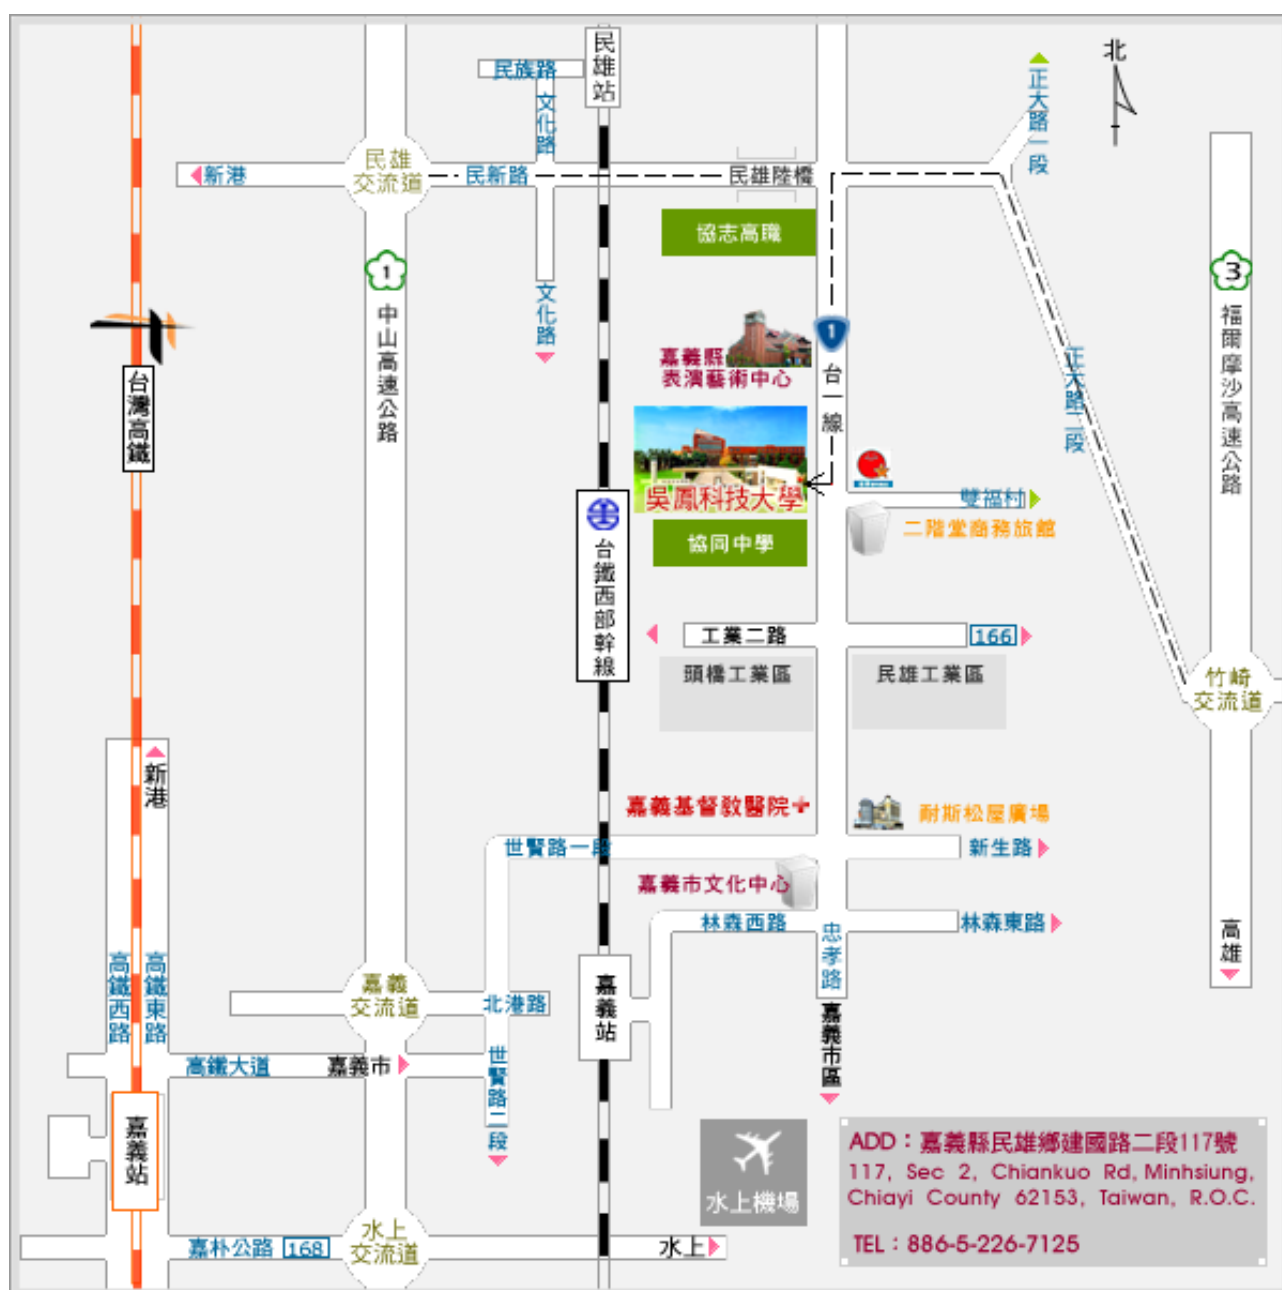 民雄站
北
民族路
文化路
正大路一段
新港
民雄
交流道
民新路
民雄陸橋
協志高職
1
3
中山高速公路
文化路
福爾摩沙高速公路
1
台一線
嘉義縣
表演藝術中心
正大路二段
台灣高鐵
吳鳳科技大學
雙福村
二階堂商務旅館
協同中學
台鐵西部幹線
工業二路
166
頭橋工業區
民雄工業區
竹崎
交流道
新港
嘉義基督教醫院
耐斯松屋廣場
世賢路一段
新生路
嘉義市文化中心
林森西路
忠孝路
林森東路
高雄
高鐵西路
高鐵東路
嘉義
交流道
北港路
嘉義站
嘉義市區
高鐵大道
嘉義市
世賢路二段
嘉義站
水上機場
ADD：嘉義縣民雄鄉建國路二段117號
117, Sec 2, Chiankuo Rd, Minhsiung,
Chiayi County 62153, Taiwan, R.O.C.
TEL：886-5-226-7125
嘉朴公路
168
水上
交流道
水上